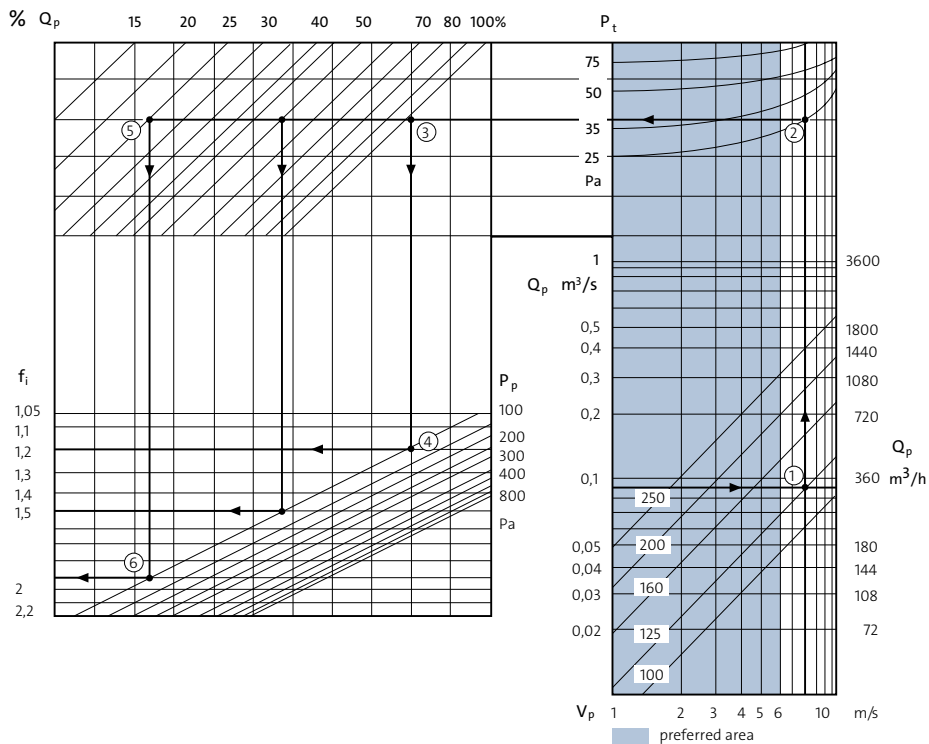 % Qp 15 20 25 30 40 50 70 80 100% Pt
75
50
35
25
Pa
5
3
2
1 3600
Qp m³/s
0,5 1800
0,4 1440
0,3 1080
0,2 720
Qp
m³/h
0,1 360
1
250
0,05 200 180
0,04 144
0,03 160 108
0,02 125 72
100
fi Pp
1,05 100
1,1 200
1,2 4 300
1,3 400
1,4 800
1,5 Pa
6
2
2,2
Vp 1 2 3 4 5 6 10 m/s
preferred area